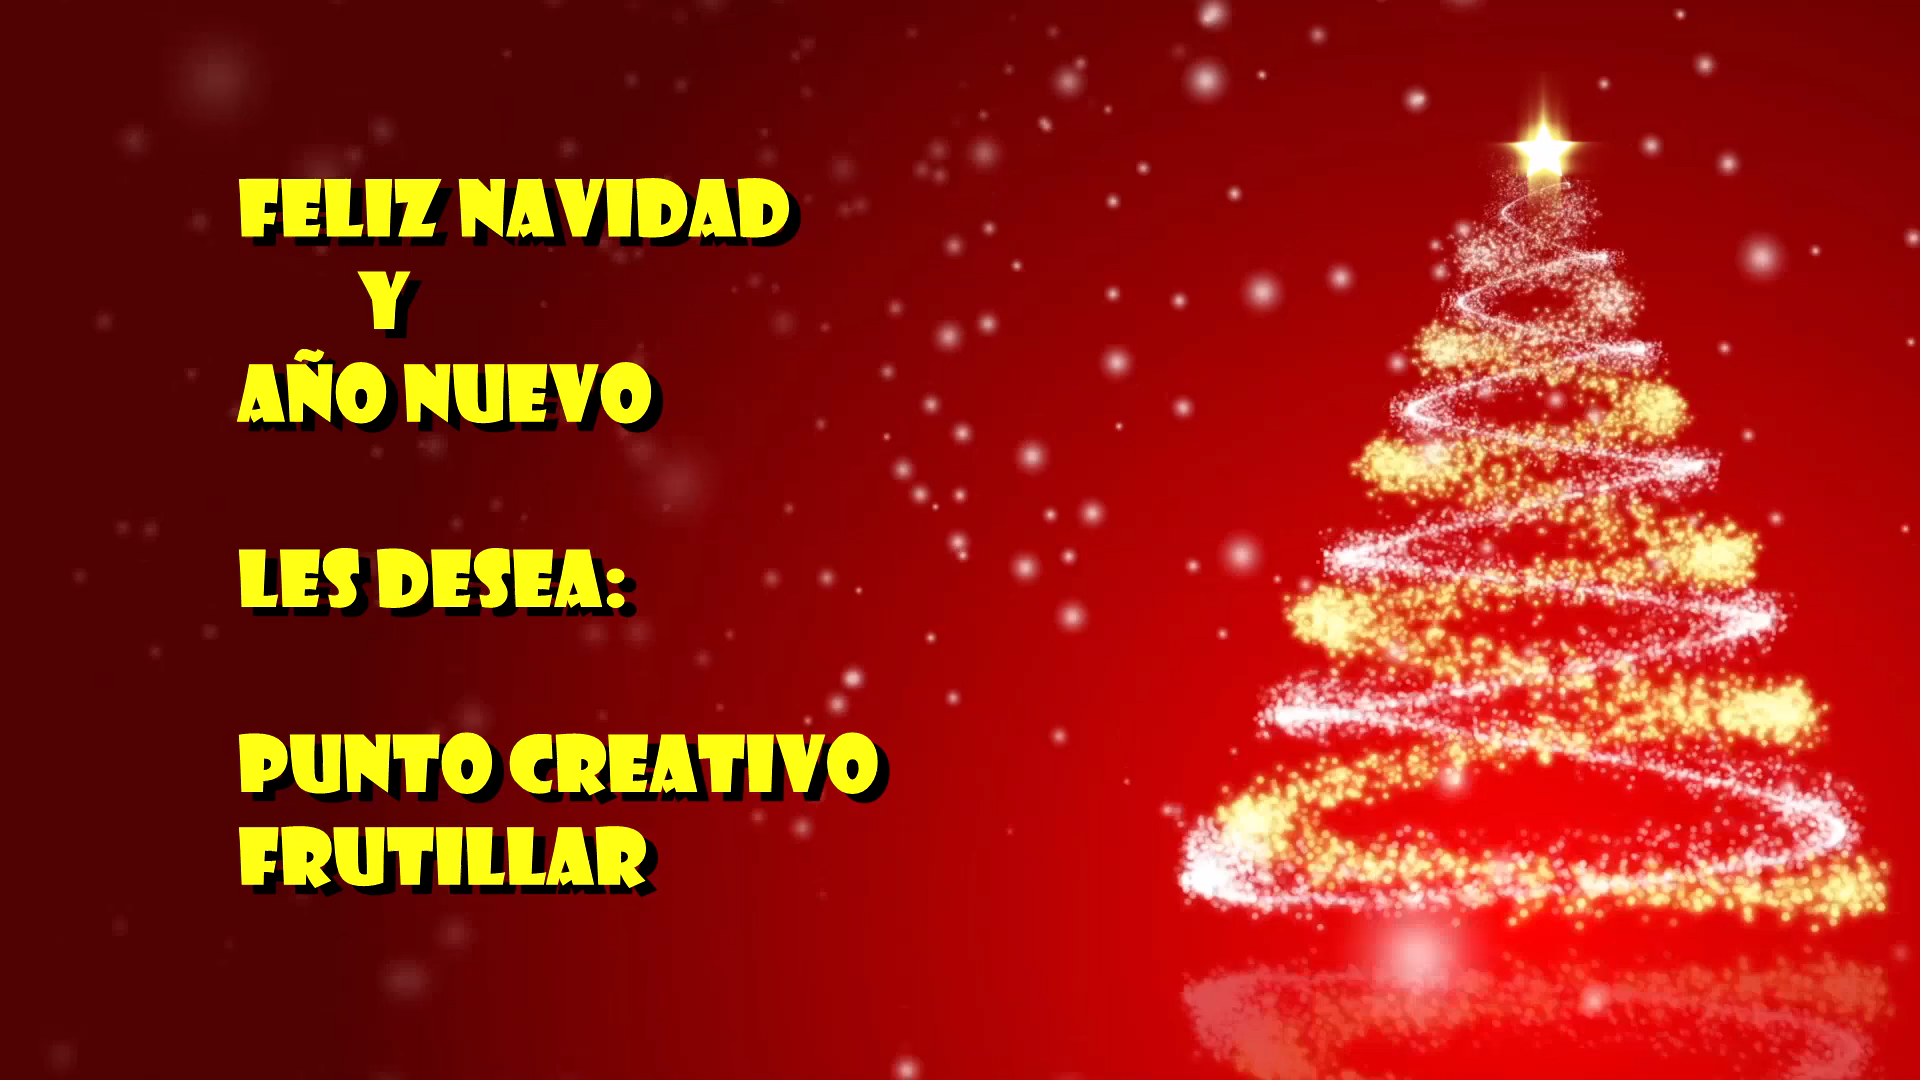 FELIZ NAVIDAD
Y
AÑO NUEVO
LES DESEA:
PUNTO CREATIVO
FRUTILLAR